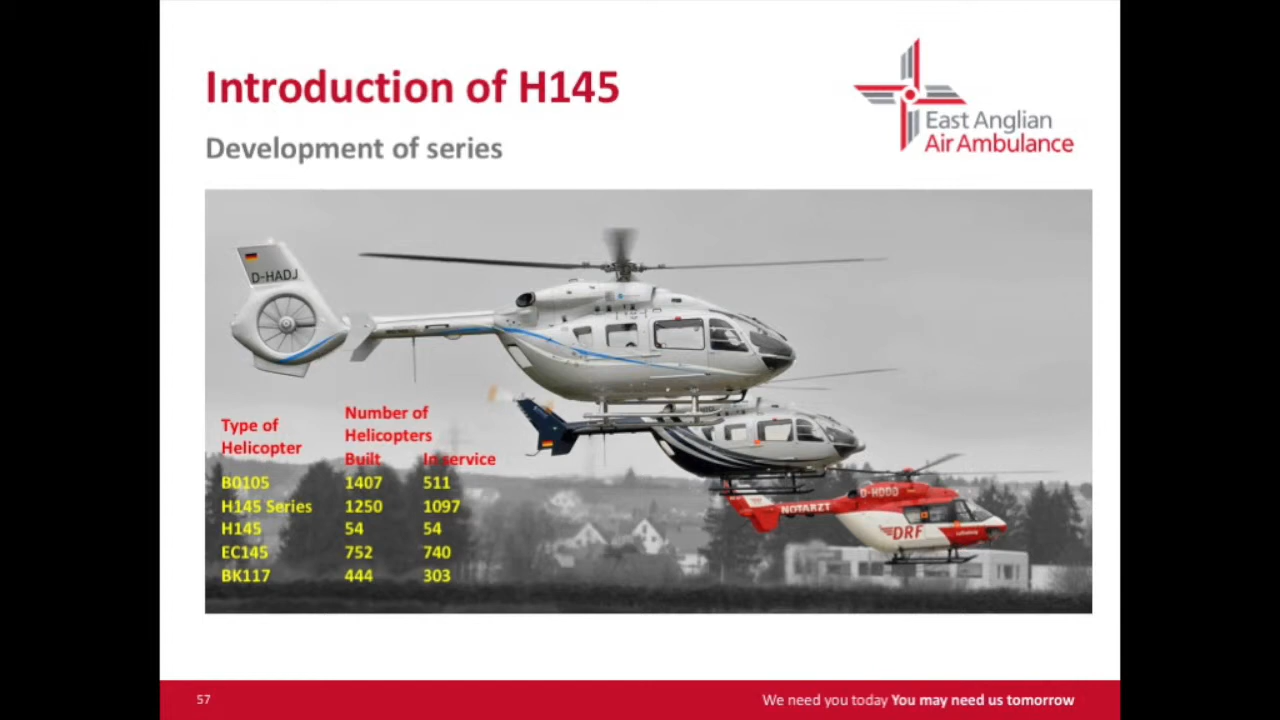 Introduction of H145
Development of series
East Anglian
Air Ambulance
D-HADJ
Type of
Helicopter
Number of
Helicopters
Built In service
B0105 1407 511
H145 Series 1250 1097
H145 54 54
EC145 752 740
BK117 444 303
D-HDDD
NOTARZT
DRF
57
We need you today You may need us tomorrow